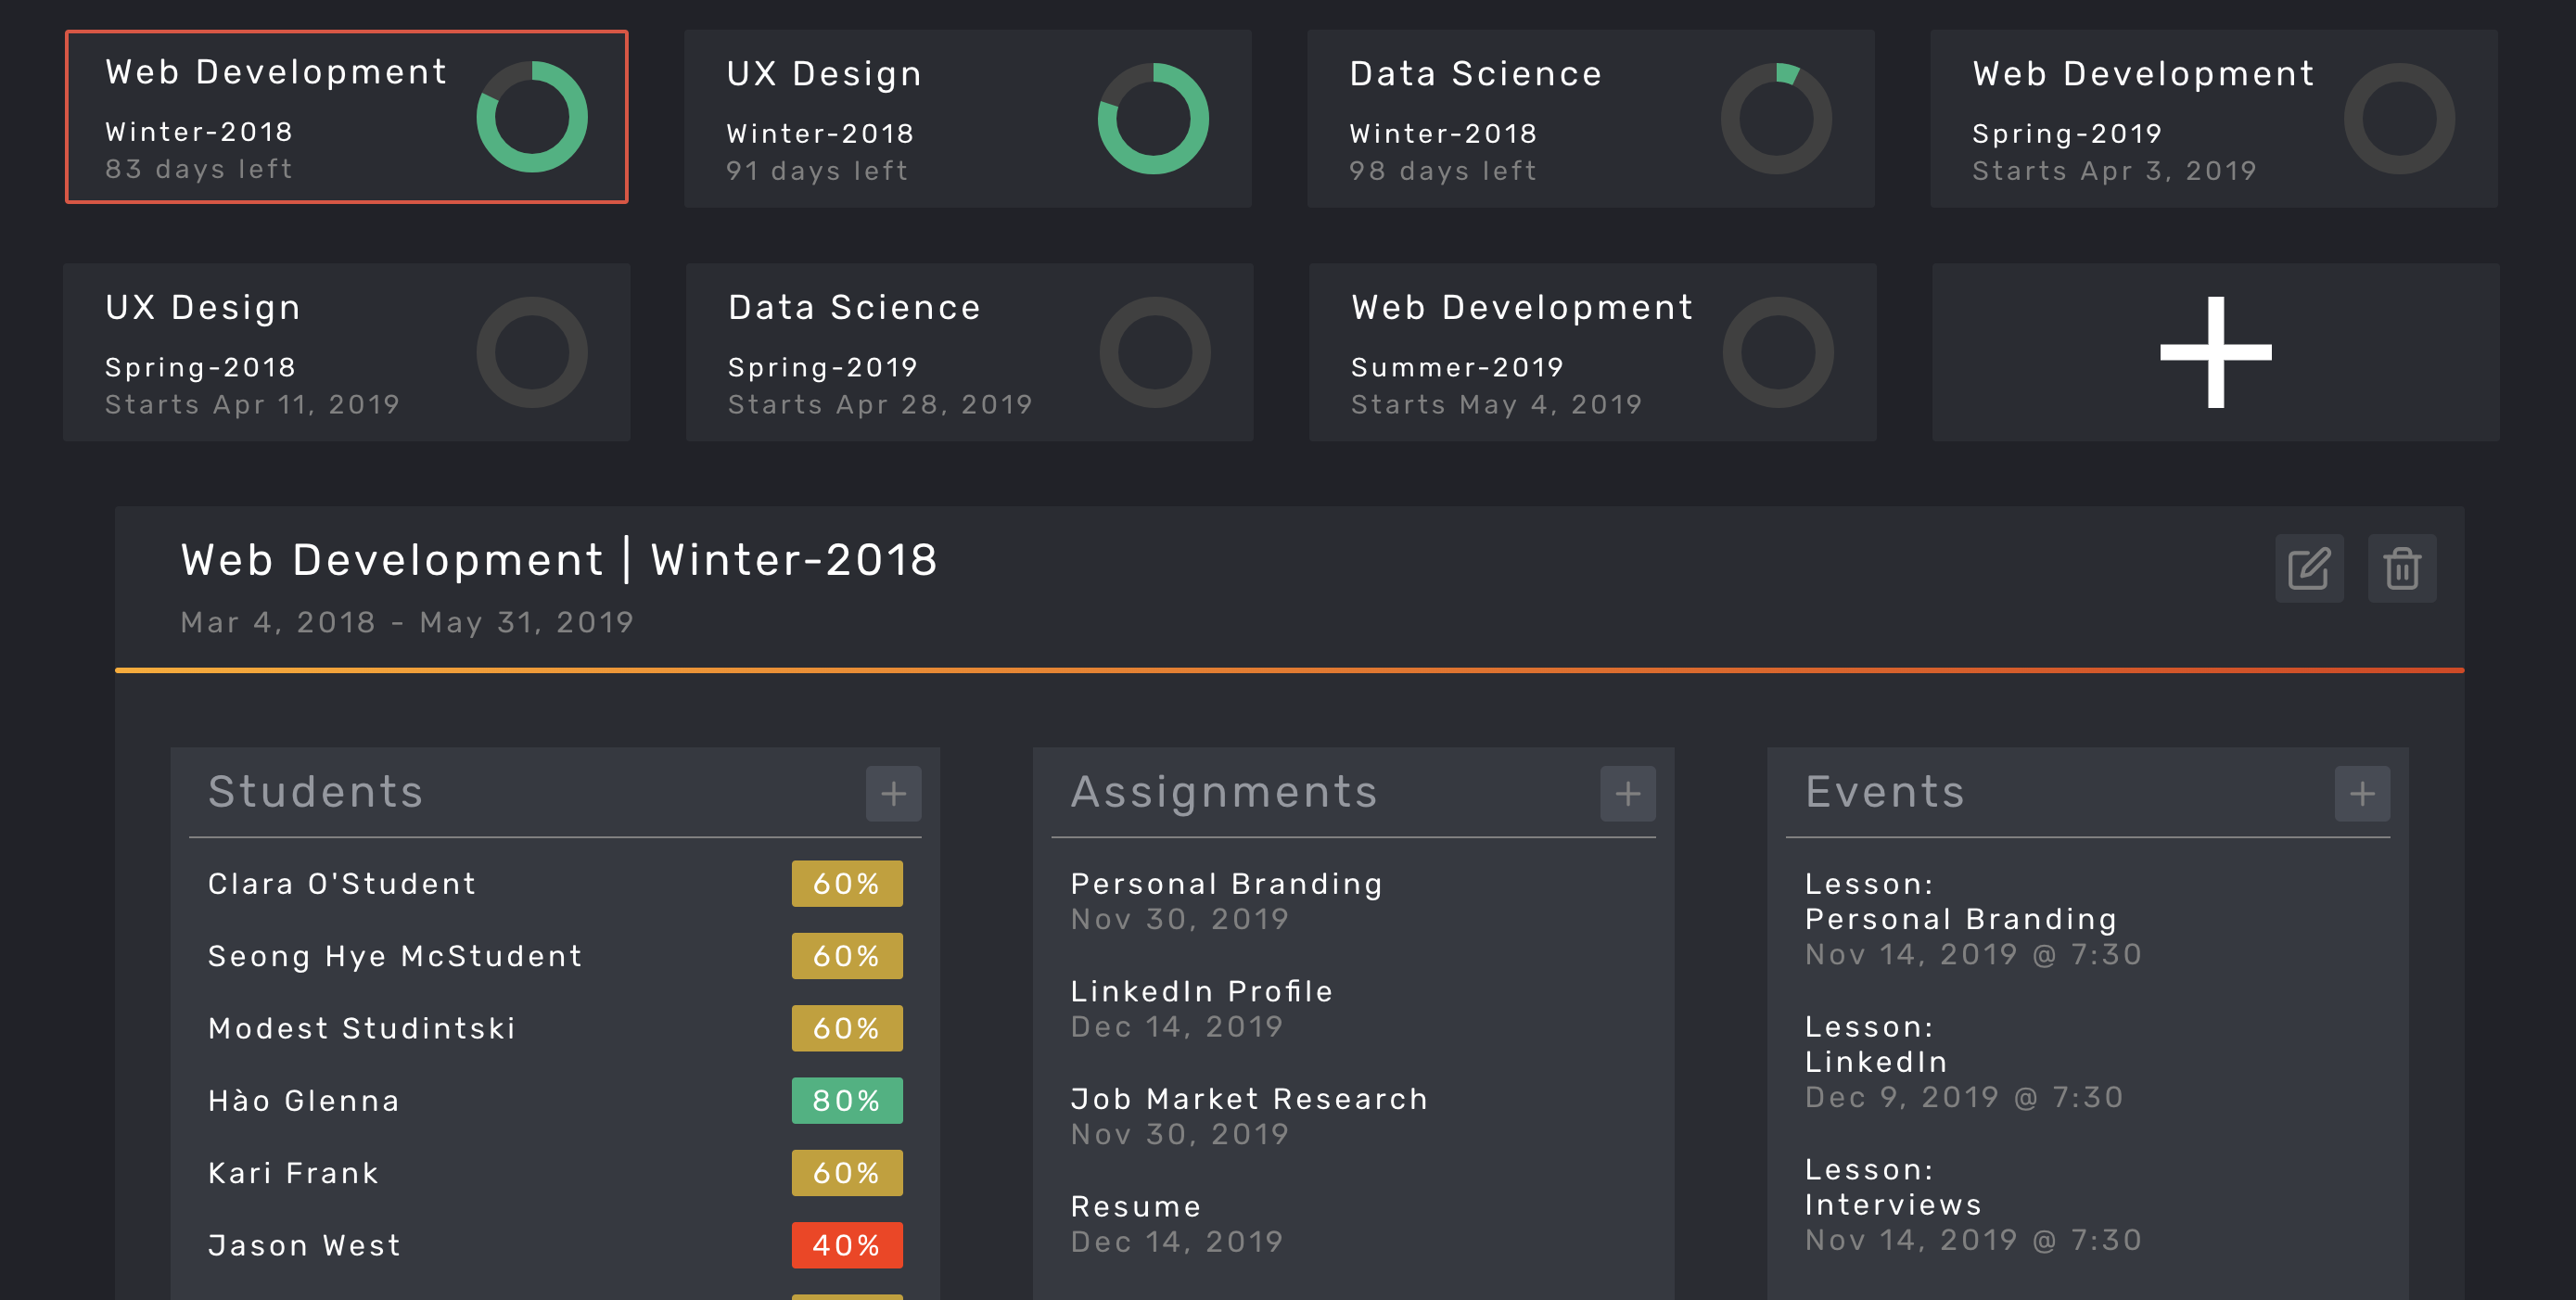 Web Development
Winter-2018
83 days left
UX Design
Winter-2018
91 days left
Data Science
Winter-2018
98 days left
Web Development
Spring-2019
Starts Apr 3, 2019
UX Design
Spring-2018
Starts Apr 11, 2019
Data Science
Spring-2019
Starts Apr 28, 2019
Web Development
Summer-2019
Starts May 4, 2019
Web Development | Winter-2018
Mar 4, 2018 - May 31, 2019
Students
Clara O'Student 60%
Seong Hye McStudent 60%
Modest Studintski 60%
Hào Glenna 80%
Kari Frank 60%
Jason West 40%
Assignments
Personal Branding
Nov 30, 2019
LinkedIn Profile
Dec 14, 2019
Job Market Research
Nov 30, 2019
Resume
Dec 14, 2019
Events
Lesson:
Personal Branding
Nov 14, 2019 @ 7:30
Lesson:
LinkedIn
Dec 9, 2019 @ 7:30
Lesson:
Interviews
Nov 14, 2019 @ 7:30